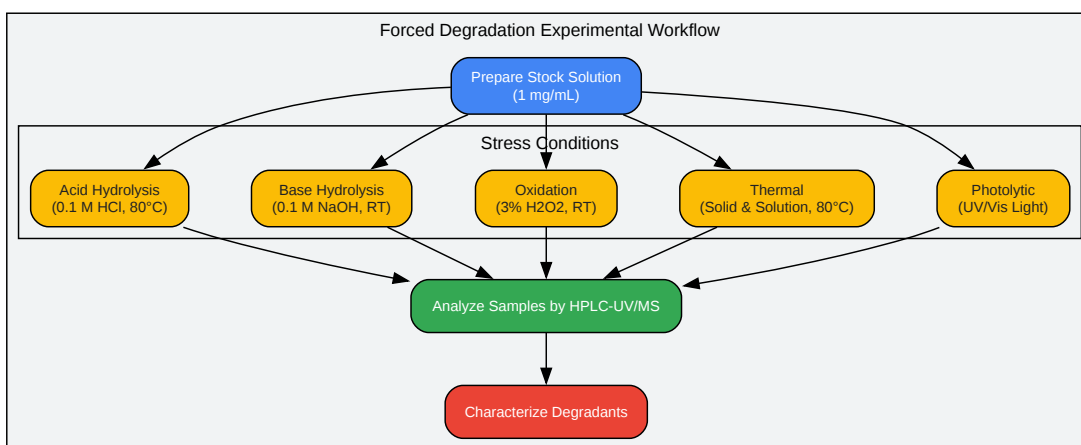 Forced Degradation Experimental Workflow
Prepare Stock Solution
(1 mg/mL)
Stress Conditions
Acid Hydrolysis
(0.1 M HCl, 80°C)
Base Hydrolysis
(0.1 M NaOH, RT)
Oxidation
(3% H2O2, RT)
Thermal
(Solid & Solution, 80°C)
Photolytic
(UV/Vis Light)
Analyze Samples by HPLC-UV/MS
Characterize Degradants